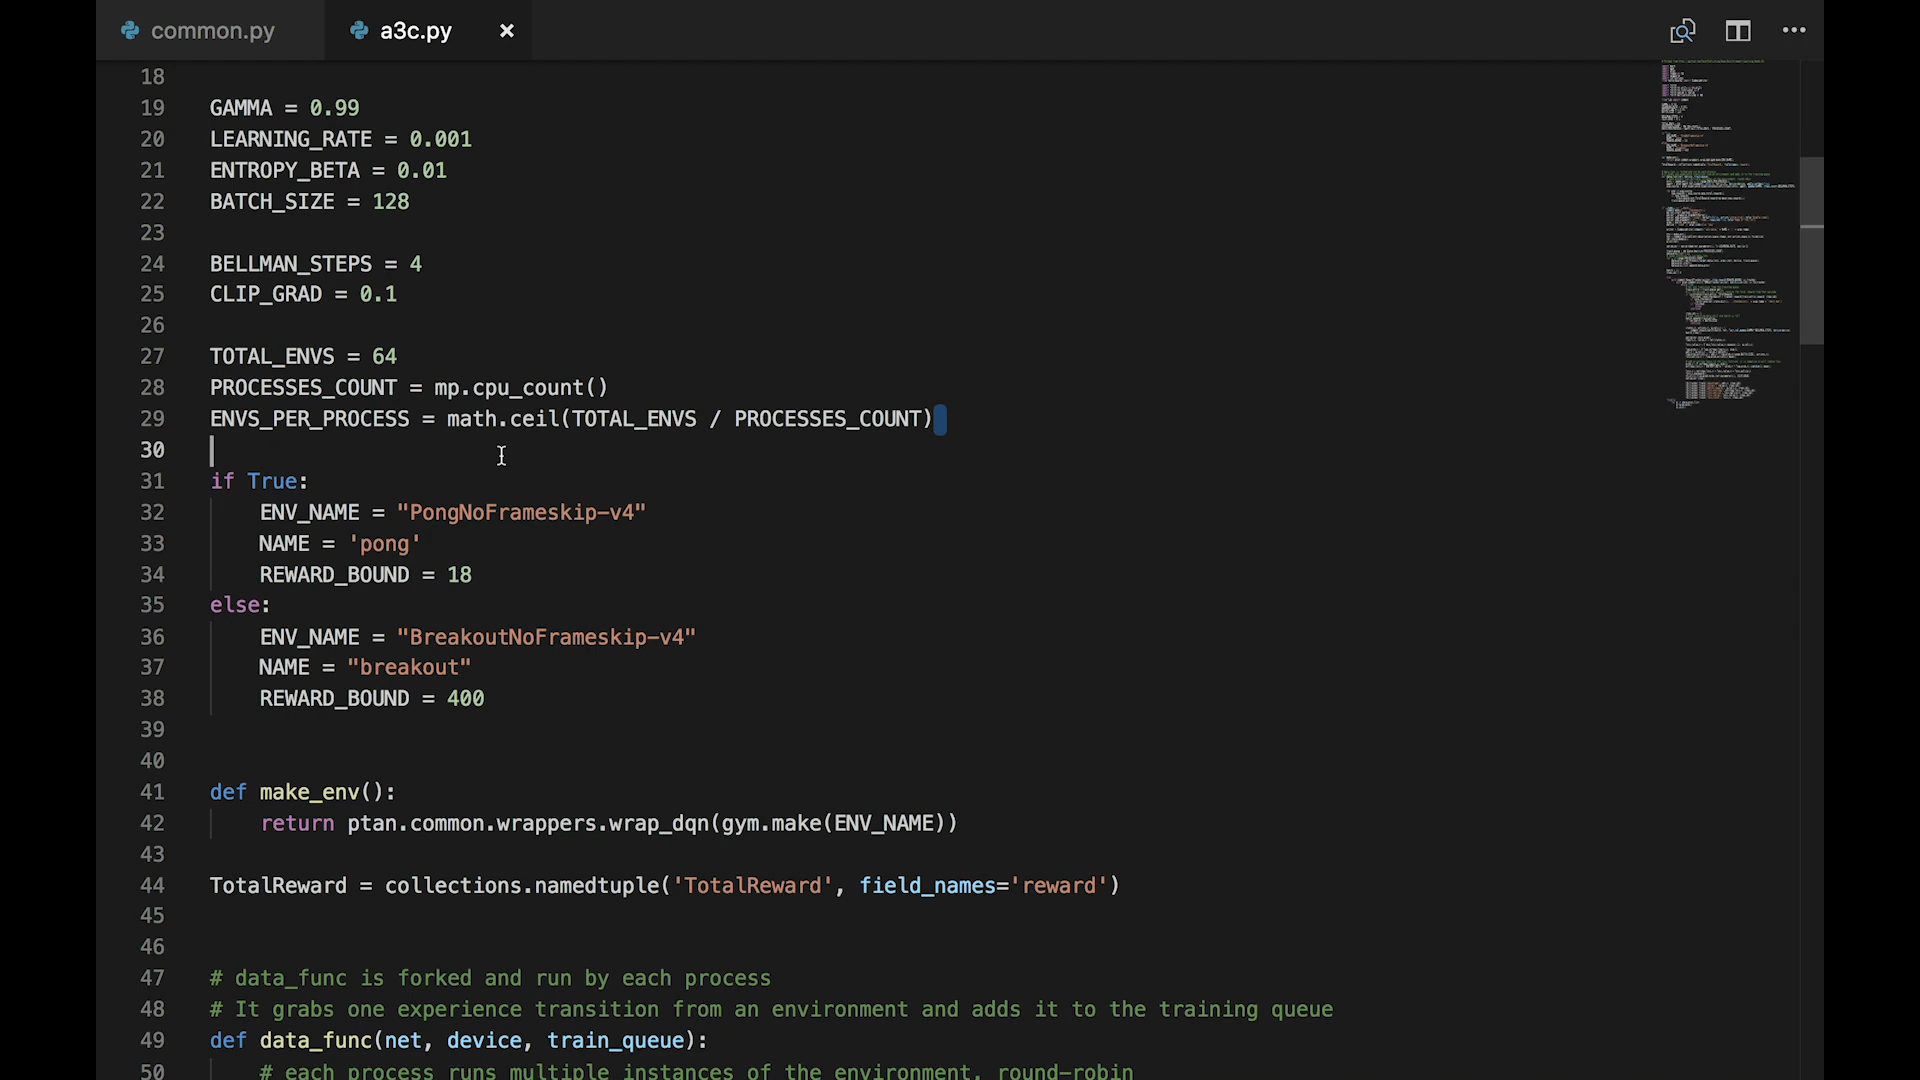 common.py
a3c.py
18
19 GAMMA = 0.99
20 LEARNING_RATE = 0.001
21 ENTROPY_BETA = 0.01
22 BATCH_SIZE = 128
23
24 BELLMAN_STEPS = 4
25 CLIP_GRAD = 0.1
26
27 TOTAL_ENVS = 64
28 PROCESSES_COUNT = mp.cpu_count()
29 ENVS_PER_PROCESS = math.ceil(TOTAL_ENVS / PROCESSES_COUNT)
30
31 if True:
32     ENV_NAME = "PongNoFrameskip-v4"
33     NAME = 'pong'
34     REWARD_BOUND = 18
35 else:
36     ENV_NAME = "BreakoutNoFrameskip-v4"
37     NAME = "breakout"
38     REWARD_BOUND = 400
39
40
41 def make_env():
42     return ptan.common.wrappers.wrap_dqn(gym.make(ENV_NAME))
43
44 TotalReward = collections.namedtuple('TotalReward', field_names='reward')
45
46
47 # data_func is forked and run by each process
48 # It grabs one experience transition from an environment and adds it to the training queue
49 def data_func(net, device, train_queue):
50     # each process runs multiple instances of the environment, round-robin